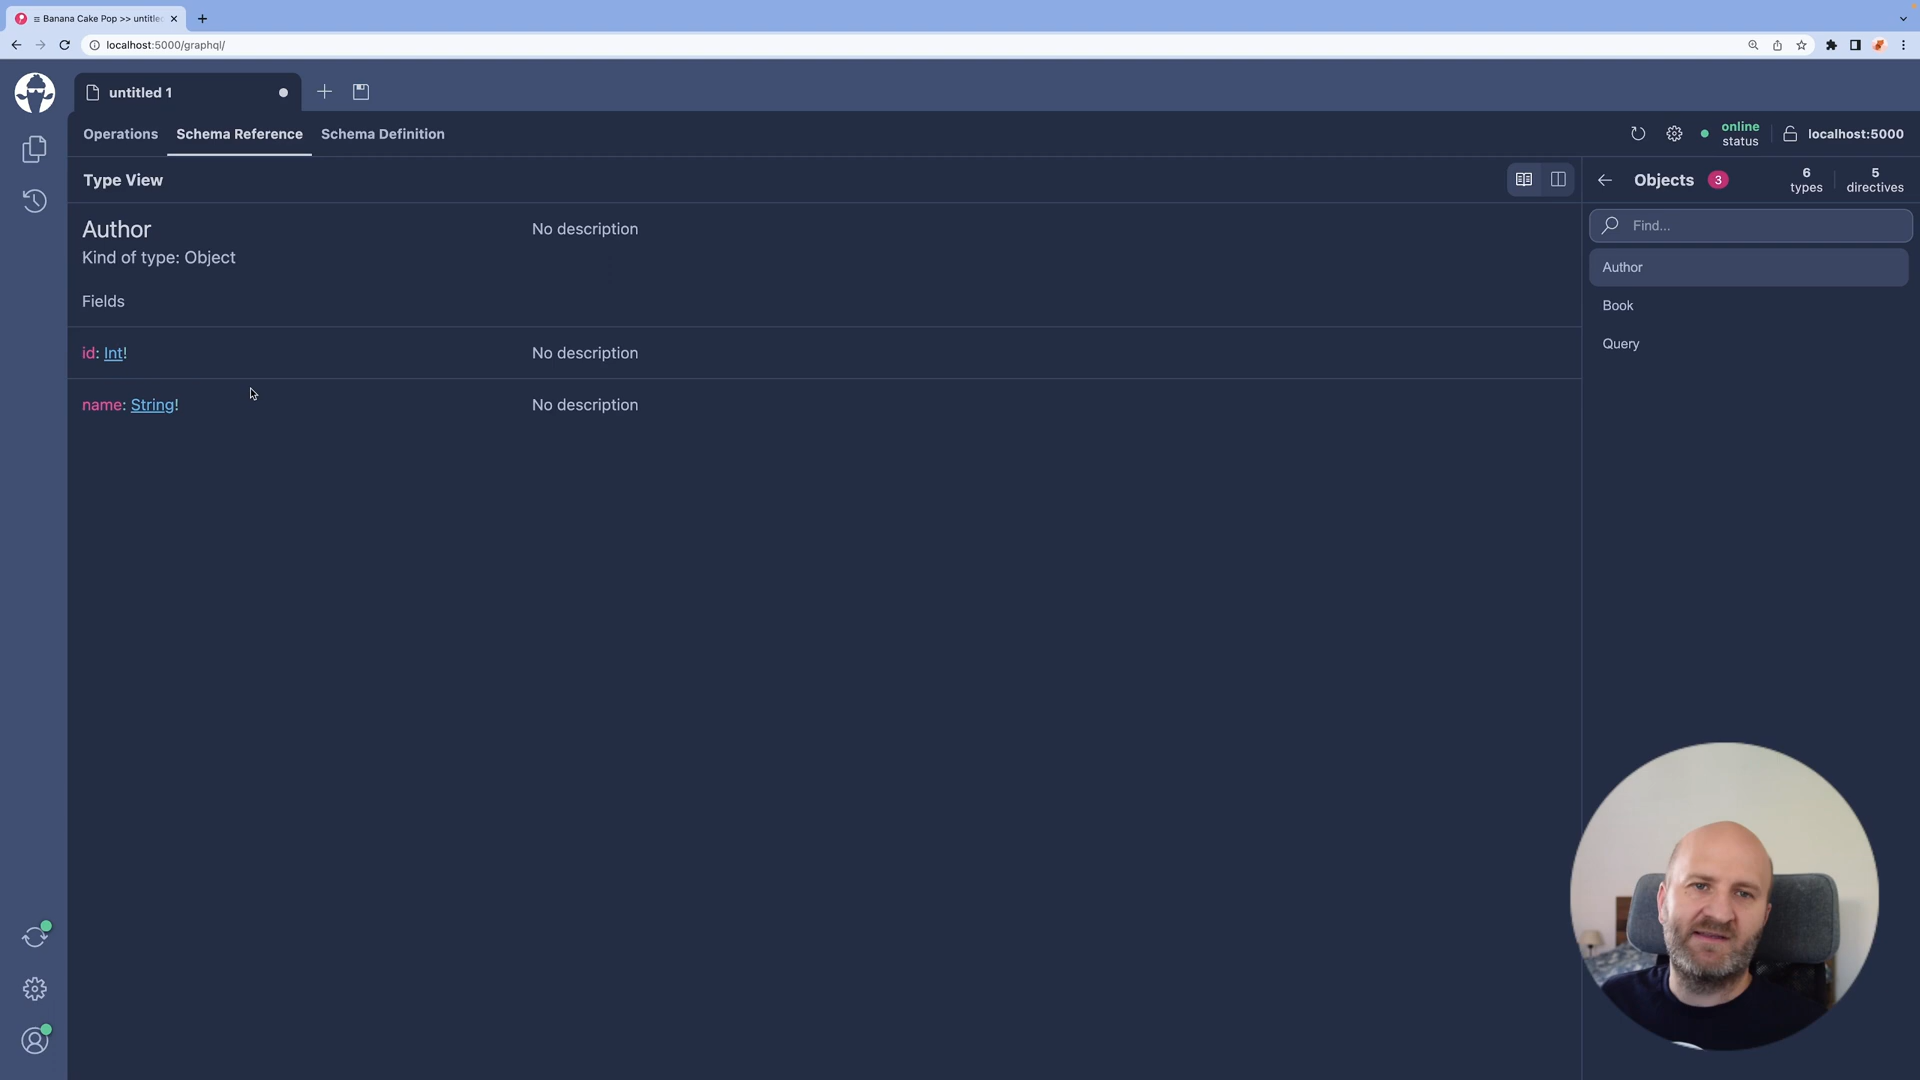 Banana Cake Pop >> untitle
localhost:5000/graphql/
untitled 1
Operations
Schema Reference
Schema Definition
online
status
localhost:5000
Type View
Objects
3
6
types
5
directives
Author
No description
Kind of type: Object
Find...
Author
Fields
Book
Query
id: Int!
No description
name: String!
No description